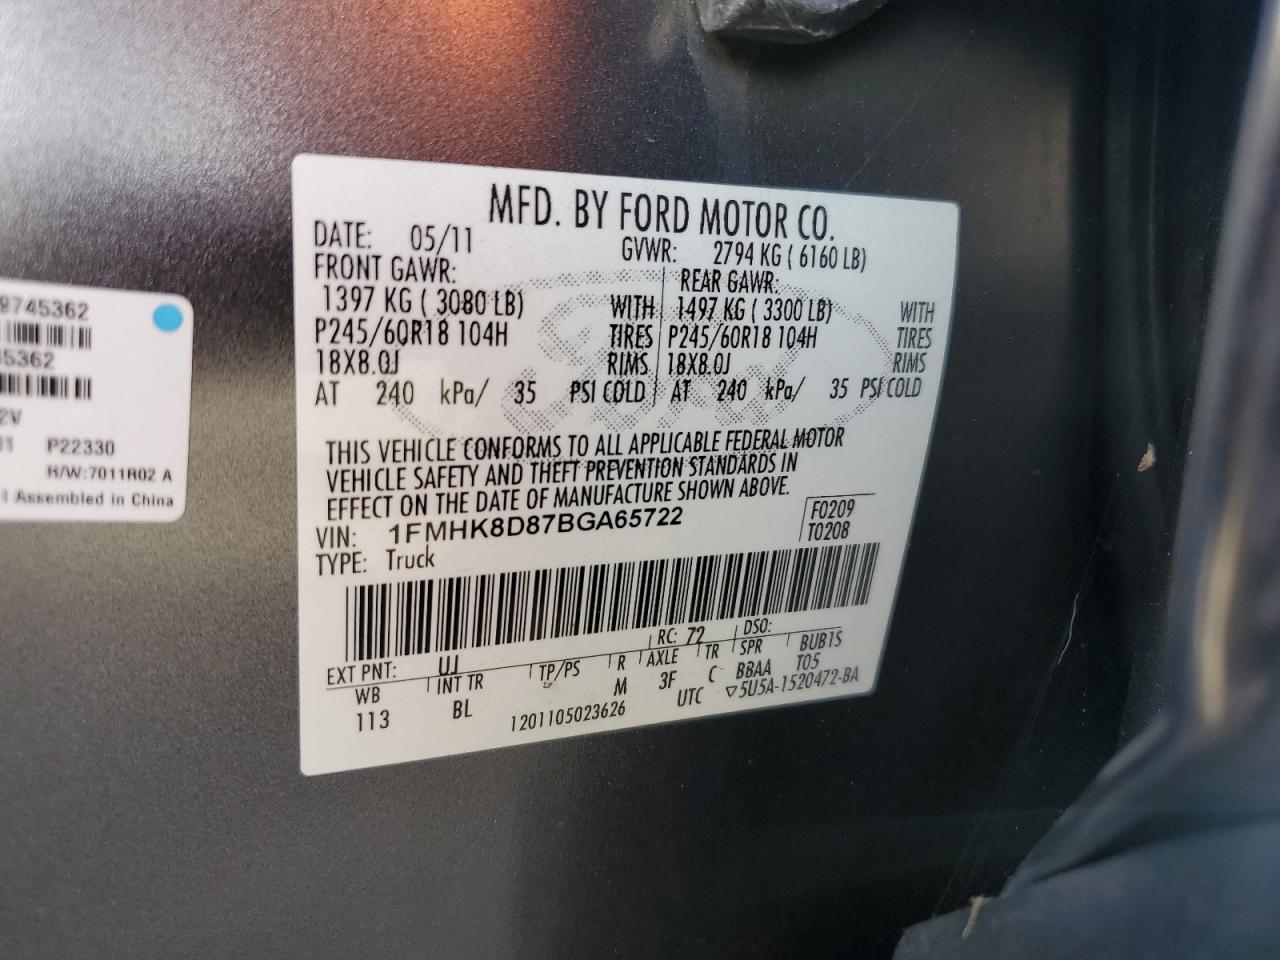 MFD. BY FORD MOTOR CO.
DATE: 05/11 GVWR: 2794 KG ( 6160 LB)
FRONT GAWR: REAR GAWR:
1397 KG ( 3080 LB) WITH 1497 KG ( 3300 LB) WITH
P245/60R18 104H TIRES P245/60R18 104H TIRES
18X8.0J RIMS 18X8.0J RIMS
AT 240 kPa/ 35 PSI COLD AT 240 kPa/ 35 PSI COLD
THIS VEHICLE CONFORMS TO ALL APPLICABLE FEDERAL MOTOR
VEHICLE SAFETY AND THEFT PREVENTION STANDARDS IN
EFFECT ON THE DATE OF MANUFACTURE SHOWN ABOVE.
VIN: 1FMHK8D87BGA65722 F0209
TYPE: Truck T0208
EXT PNT: UJ RC: 72 DSO:
WB INT TR TP/PS R AXLE TR SPR BUB15
113 BL M 3F C BBAA T05
1201105023626 UTC ▽5U5A-1520472-BA
9745362
5362
2V
P22330
H/W:7011R02 A
Assembled in China